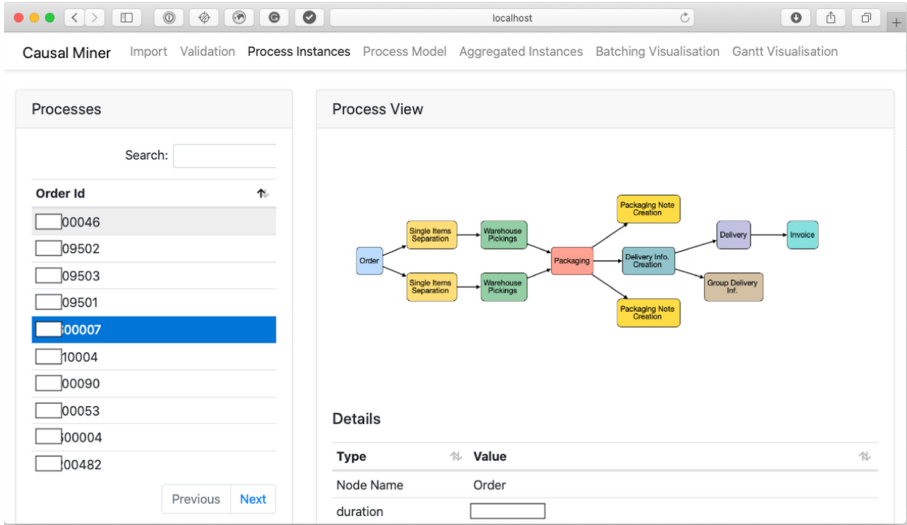 localhost
Causal Miner Import Validation Process Instances Process Model Aggregated Instances Batching Visualisation Gantt Visualisation
Processes
Search:
Order Id
00046
09502
09503
09501
00007
10004
00090
00053
00004
00482
Previous Next
Process View
Order
Single Items
Separation
Warehouse
Pickings
Single Items
Separation
Warehouse
Pickings
Packaging
Packaging Note
Creation
Delivery Info.
Creation
Packaging Note
Creation
Delivery
Group Delivery
Inf.
Invoice
Details
Type Value
Node Name Order
duration